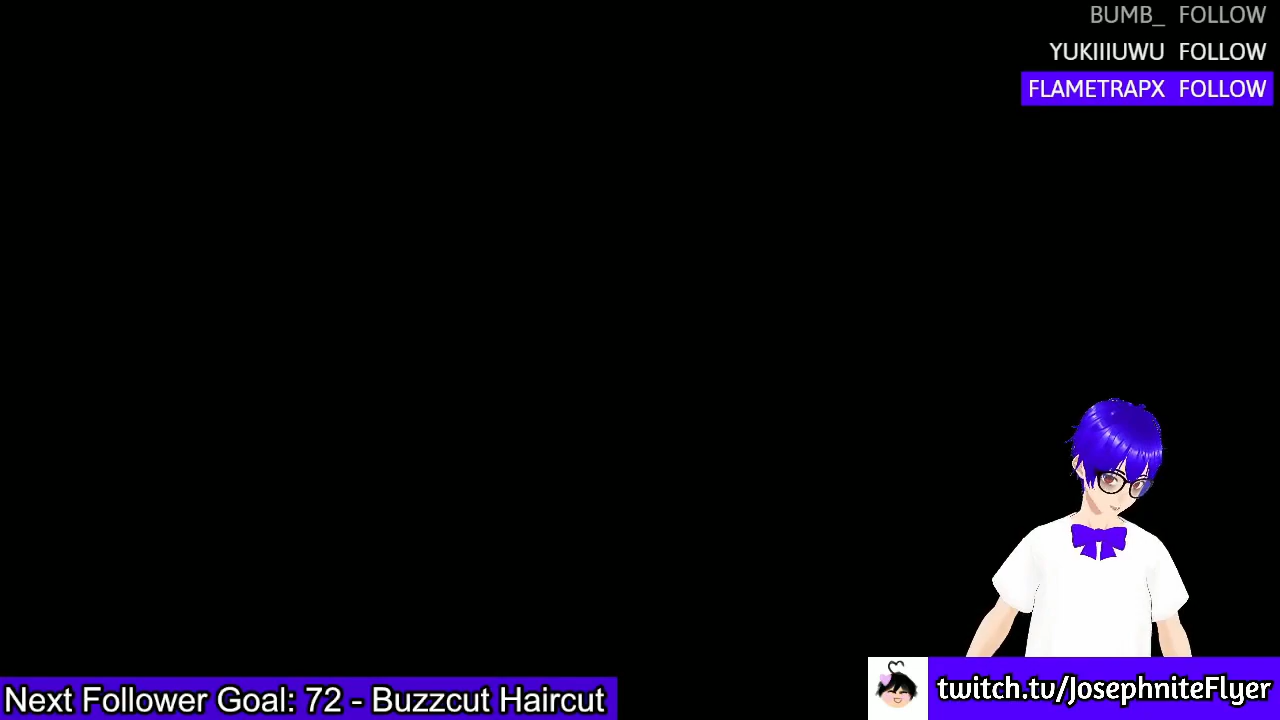 BUMB_ FOLLOW
YUKIIIUWU FOLLOW
FLAMETRAPX FOLLOW
Next Follower Goal: 72 - Buzzcut Haircut
twitch.tv/JosephniteFlyer